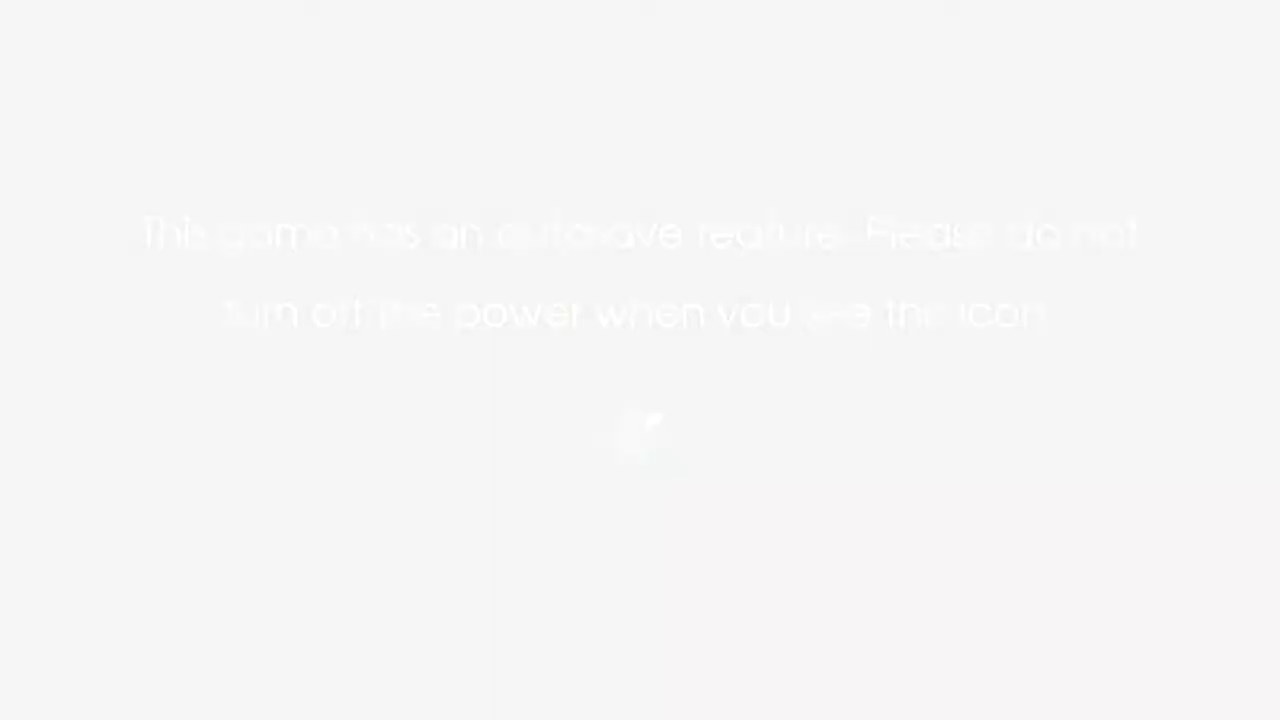 This game has an autosave feature. Please do not
turn off the power when you see the icon